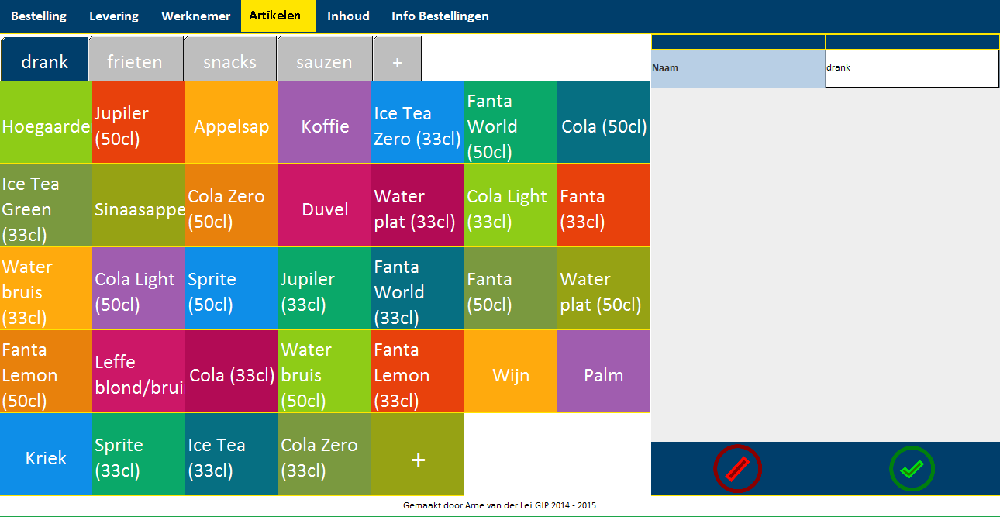 Bestelling Levering Werknemer Artikelen Inhoud Info Bestellingen
drank frieten snacks sauzen +
Naam drank
Hoegaarde
Jupiler
(50cl)
Appelsap
Koffie
Ice Tea
Zero (33cl)
Fanta
World
(50cl)
Cola (50cl)
Ice Tea
Green
(33cl)
Sinaasappe
Cola Zero
(50cl)
Duvel
Water
plat (33cl)
Cola Light
(33cl)
Fanta
(33cl)
Water
bruis
(33cl)
Cola Light
(50cl)
Sprite
(50cl)
Jupiler
(33cl)
Fanta
World
(33cl)
Fanta
(50cl)
Water
plat (50cl)
Fanta
Lemon
(50cl)
Leffe
blond/brui
Cola (33cl)
Water
bruis
(50cl)
Fanta
Lemon
(33cl)
Wijn
Palm
Kriek
Sprite
(33cl)
Ice Tea
(33cl)
Cola Zero
(33cl)
+
Gemaakt door Arne van der Lei GIP 2014 - 2015